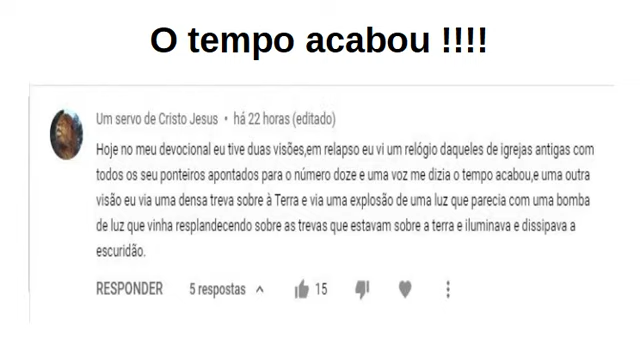 O tempo acabou !!!!
Um servo de Cristo Jesus • há 22 horas (editado)
Hoje no meu devocional eu tive duas visões,em relapso eu vi um relógio daqueles de igrejas antigas com
todos os seu ponteiros apontados para o número doze e uma voz me dizia o tempo acabou,e uma outra
visão eu via uma densa treva sobre à Terra e via uma explosão de uma luz que parecia com uma bomba
de luz que vinha resplandecendo sobre as trevas que estavam sobre a terra e iluminava e dissipava a
escuridão.
RESPONDER 5 respostas 15